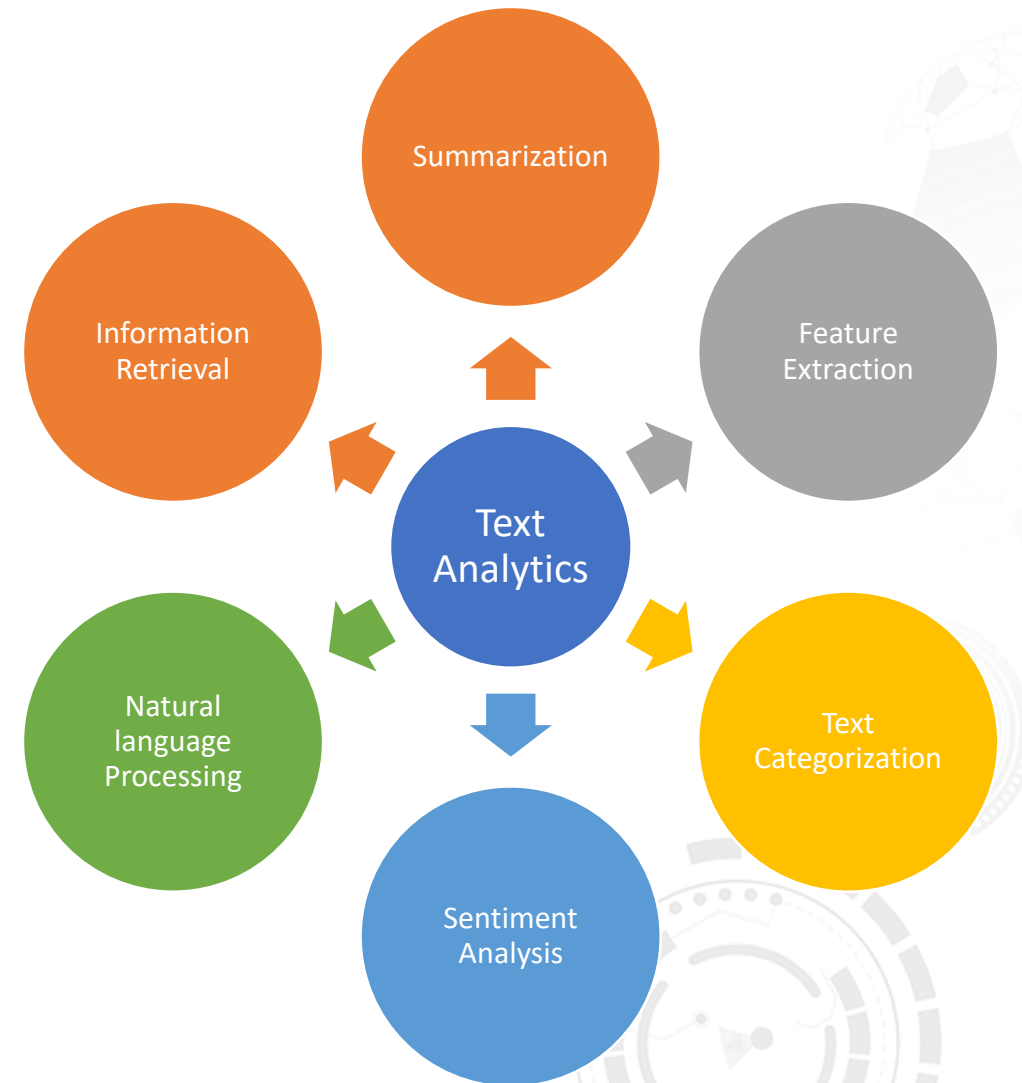 Summarization
Information
Retrieval
Feature
Extraction
Text
Analytics
Natural
language
Processing
Text
Categorization
Sentiment
Analysis